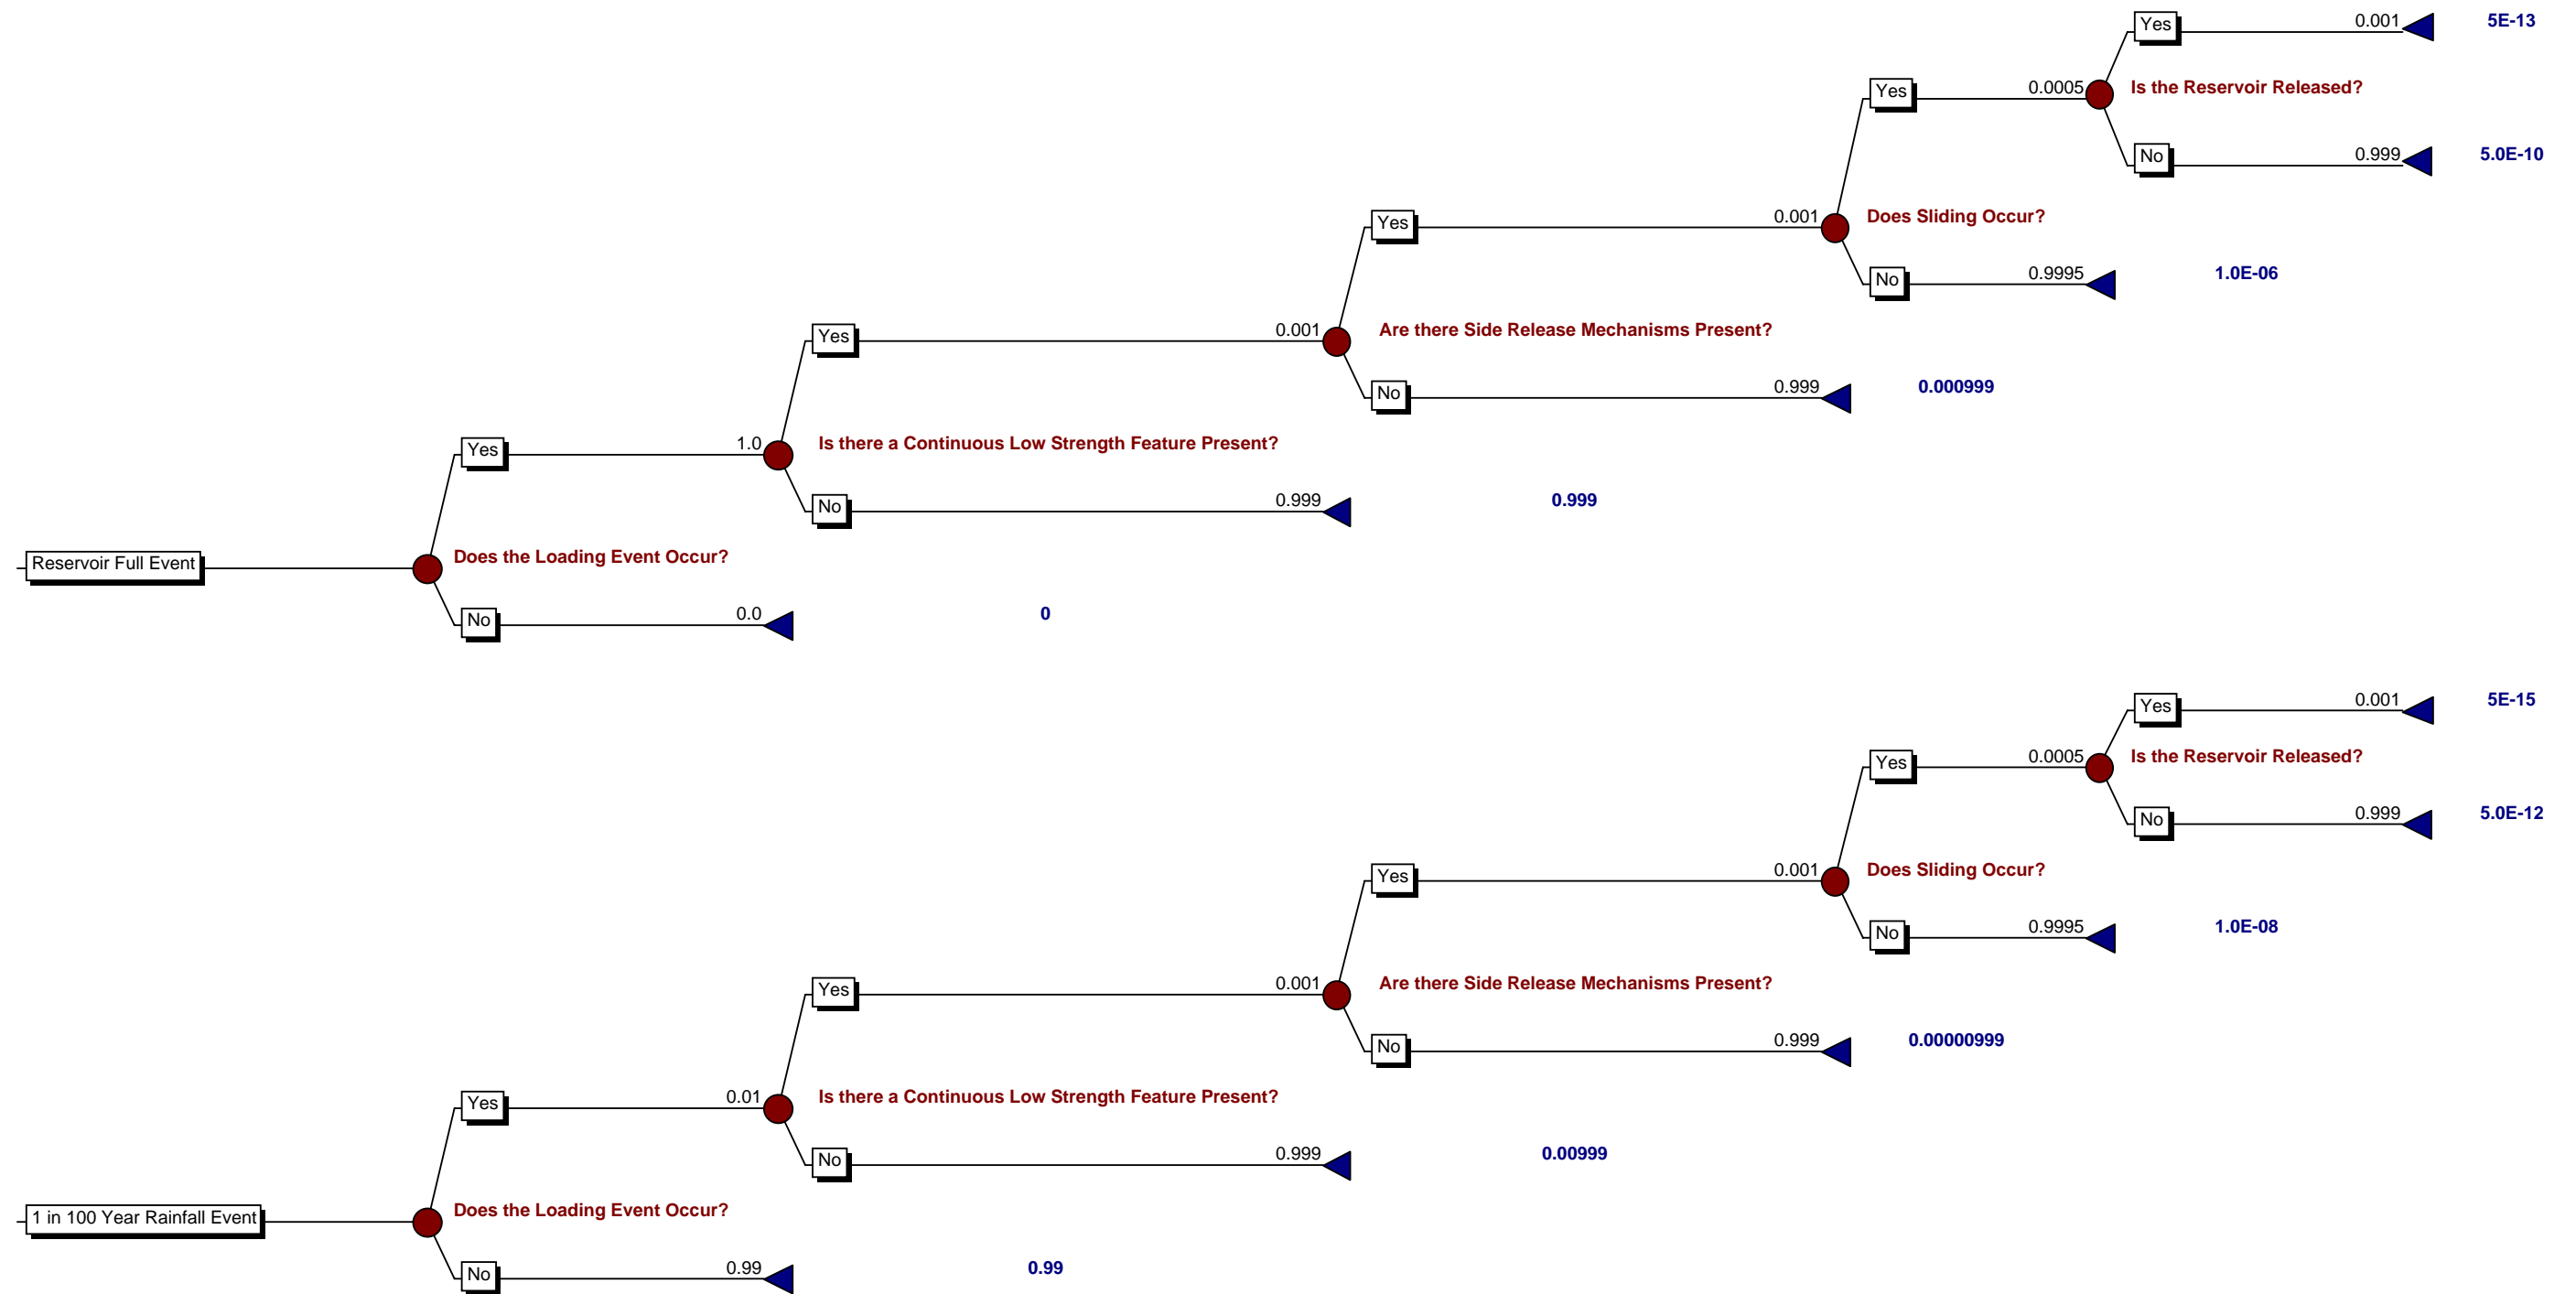 Yes 0.001 5E-13
Yes 0.0005 Is the Reservoir Released?
No 0.999 5.0E-10
Yes 0.001 Does Sliding Occur?
No 0.9995 1.0E-06
Yes 0.001 Are there Side Release Mechanisms Present?
No 0.999 0.000999
Yes 1.0 Is there a Continuous Low Strength Feature Present?
No 0.999 0.999
Reservoir Full Event Does the Loading Event Occur?
No 0.0 0
Yes 0.001 5E-15
Yes 0.0005 Is the Reservoir Released?
No 0.999 5.0E-12
Yes 0.001 Does Sliding Occur?
No 0.9995 1.0E-08
Yes 0.001 Are there Side Release Mechanisms Present?
No 0.999 0.00000999
Yes 0.01 Is there a Continuous Low Strength Feature Present?
No 0.999 0.00999
1 in 100 Year Rainfall Event Does the Loading Event Occur?
No 0.99 0.99